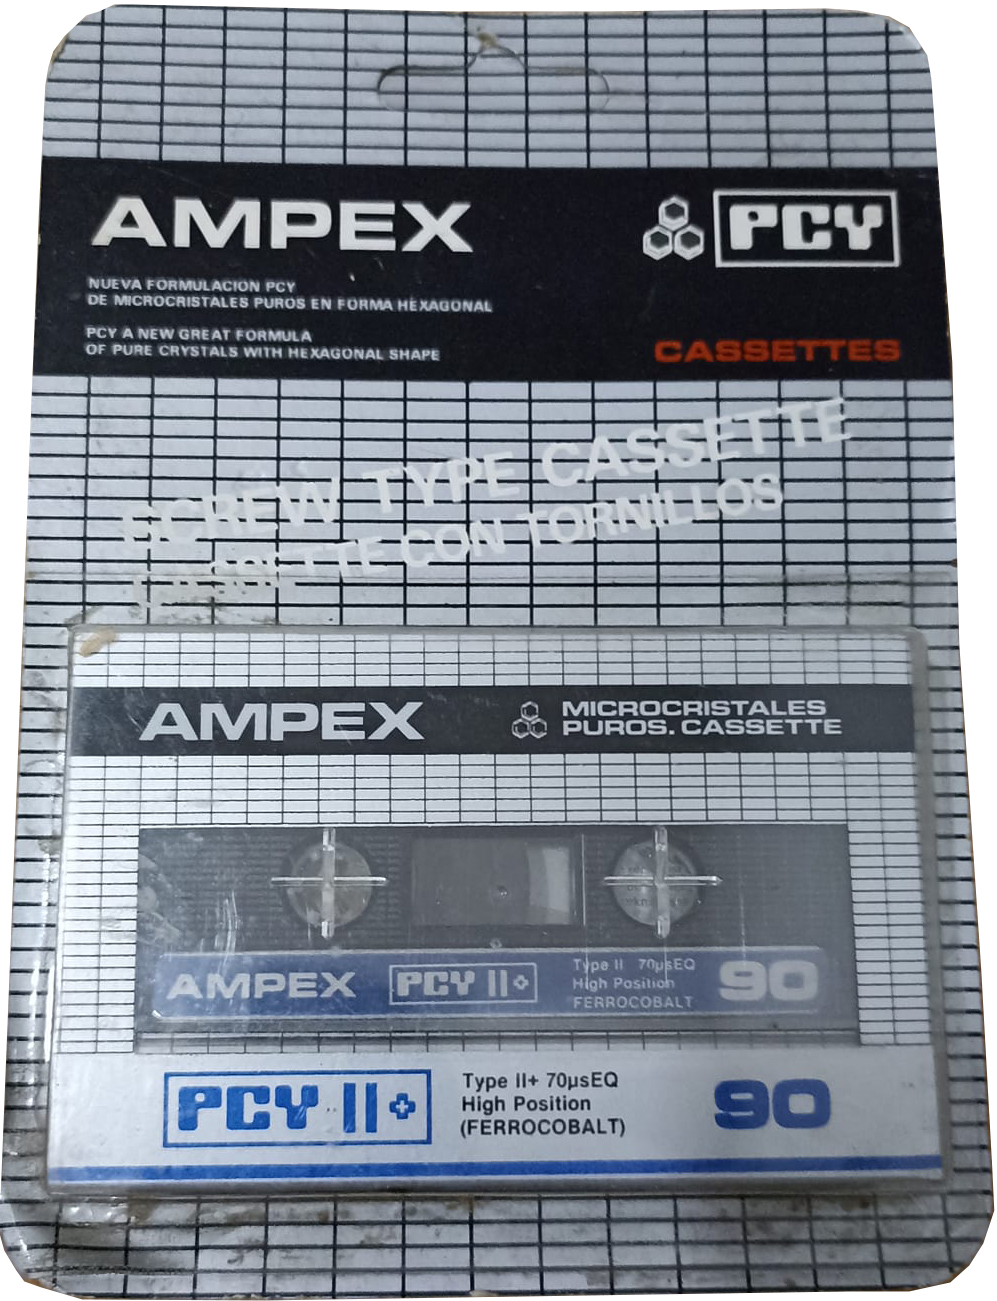 AMPEX
PCY
NUEVA FORMULACION PCY
DE MICROCRISTALES PUROS EN FORMA HEXAGONAL
PCY A NEW GREAT FORMULA
OF PURE CRYSTALS WITH HEXAGONAL SHAPE
CASSETTES
SCREW TYPE CASSETTE
CASSETTE CON TORNILLOS
AMPEX
MICROCRISTALES
PUROS. CASSETTE
AMPEX
PCY II+
Type II 70µsEQ
High Position
FERROCOBALT
90
PCY II+
Type II+ 70µsEQ
High Position
(FERROCOBALT)
90